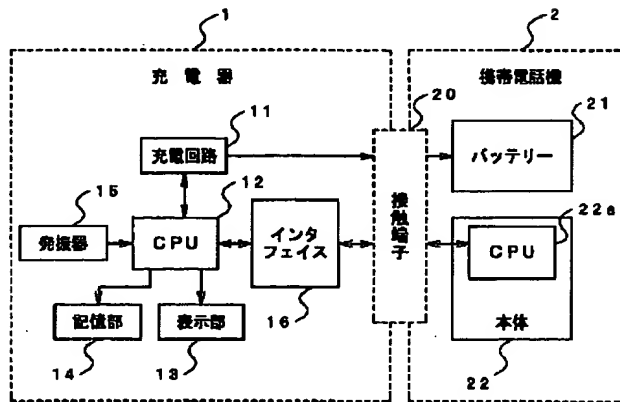 1
2
充電器
携帯電話機
20
11
21
充電回路
バッテリー
15
12
接触端子
22a
発振器
CPU
インタ
フェイス
CPU
記憶部
表示部
16
本体
14
13
22